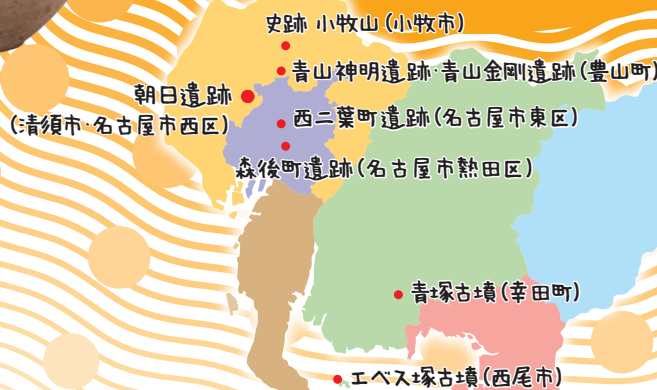 史跡 小牧山(小牧市)
青山神明遺跡・青山金剛遺跡(豊山町)
朝日遺跡
(清須市・名古屋市西区)
西二葉町遺跡(名古屋市東区)
森後町遺跡(名古屋市熱田区)
青塚古墳(幸田町)
エベス塚古墳(西尾市)